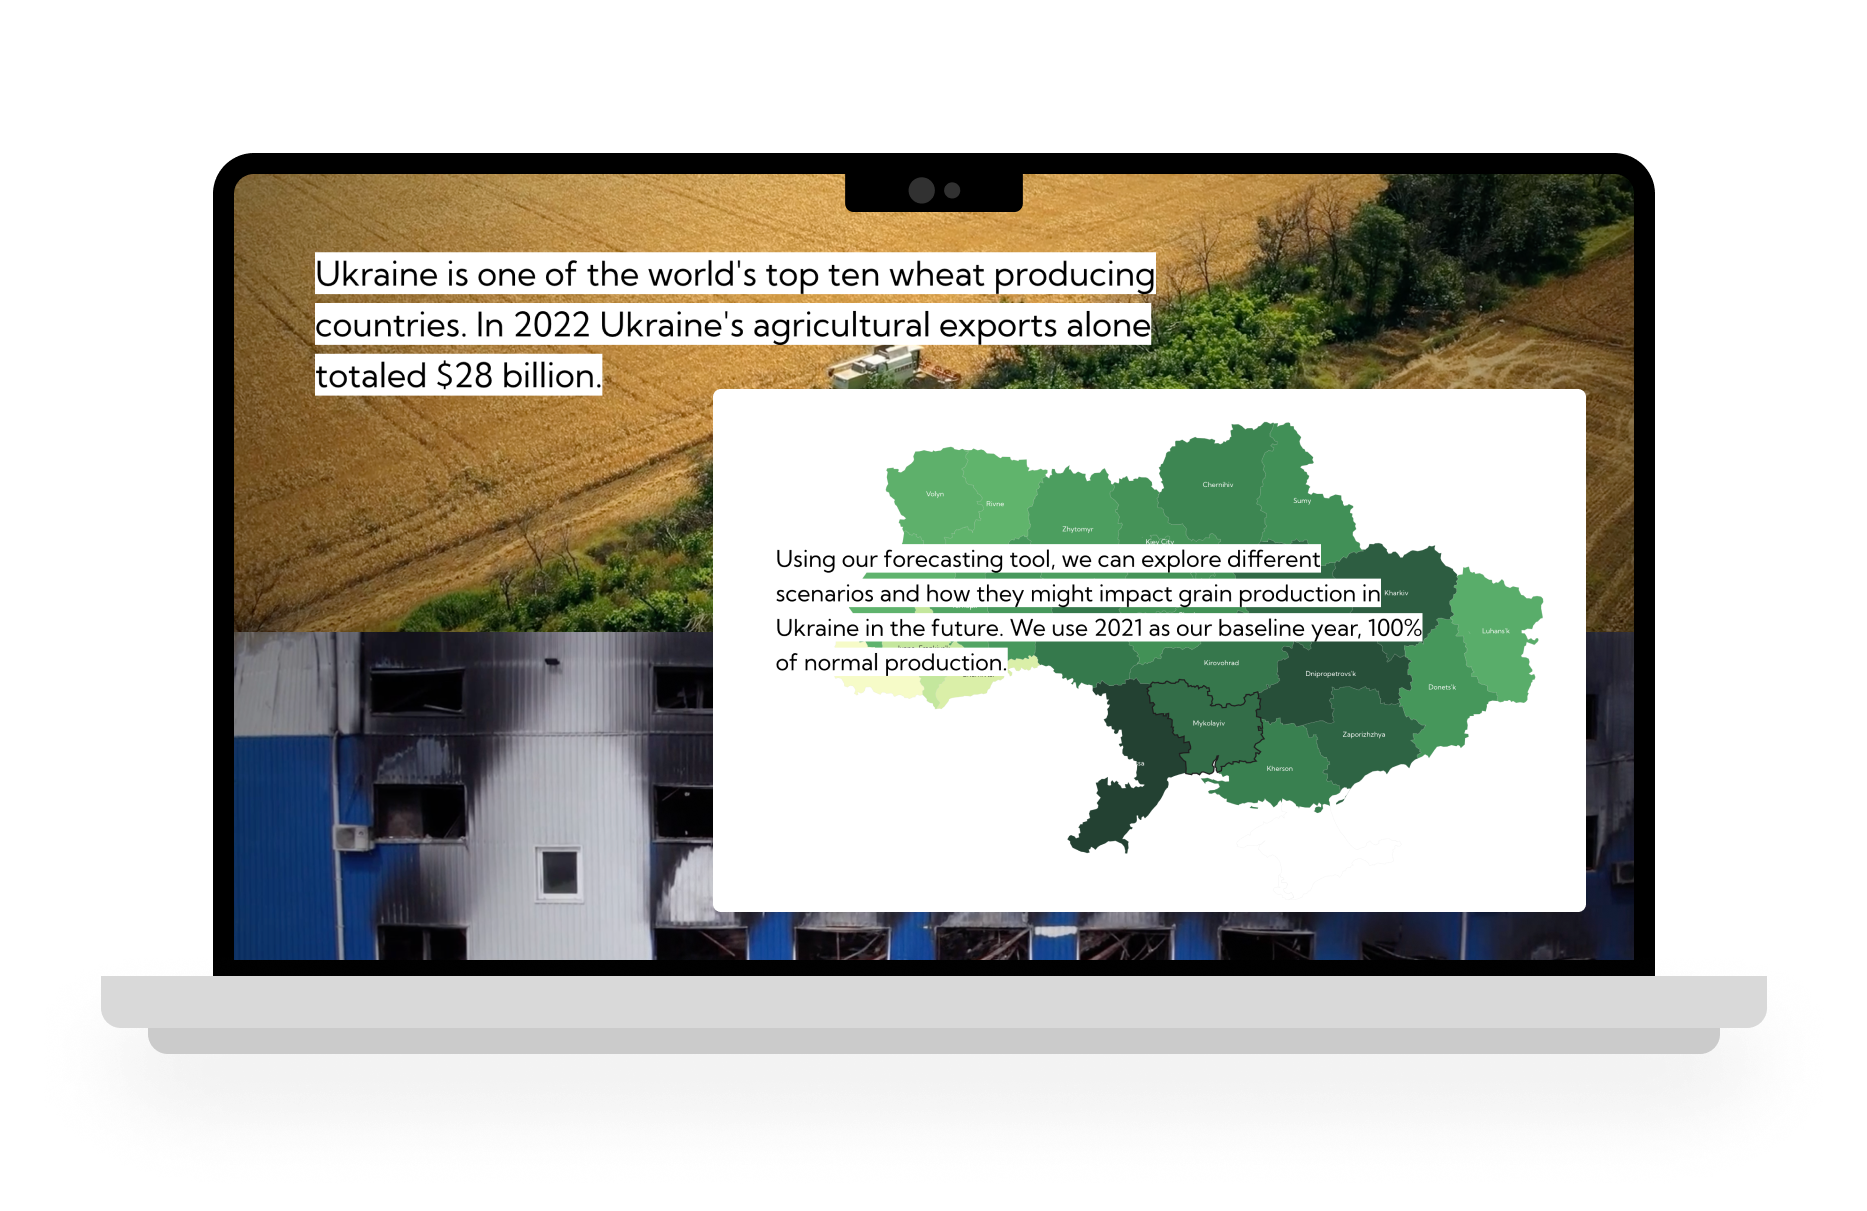 Ukraine is one of the world's top ten wheat producing
countries. In 2022 Ukraine's agricultural exports alone
totaled $28 billion.
Chernihiv
Volyn
Sumy
Rivne
Zhytomyr
Kiev City
Using our forecasting tool, we can explore different
scenarios and how they might impact grain production in
Kharkiv
Ukraine in the future. We use 2021 as our baseline year, 100%
Luhans'k
of normal production.
Kirovohrad
Dnipropetrovs'k
Donets'k
Mykolayiv
Zaporizhzhya
sa
Kherson